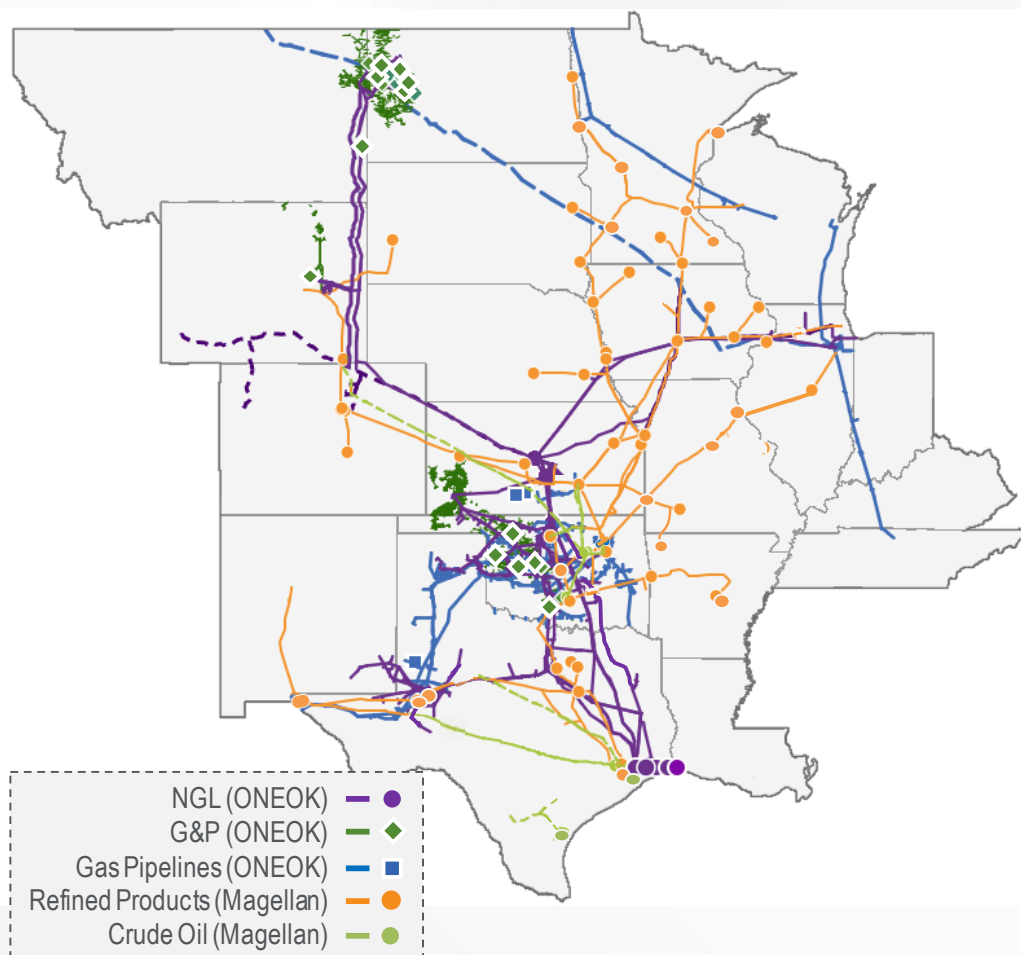 NGL (ONEOK)
G&P (ONEOK)
Gas Pipelines (ONEOK)
Refined Products (Magellan)
Crude Oil (Magellan)